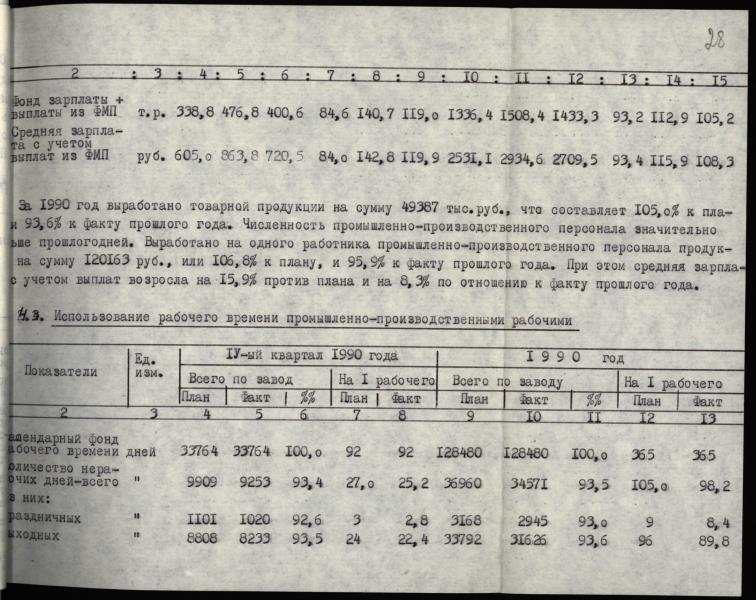 28
2 : 3 : 4 : 5 : 6 : 7 : 8 : 9 : 10 : 11 : 12 : 13 : 14 : 15
Фонд зарплаты +
выплаты из ФМП т.р. 338,8 476,8 400,6 84,6 140,7 119,0 1336,4 1508,4 1433,3 93,2 112,9 105,2
Средняя зарпла-
та с учетом
выплат из ФМП руб. 605,0 863,8 720,5 84,0 142,8 119,9 2531,1 2934,6 2709,5 93,4 115,9 108,3
За 1990 год выработано товарной продукции на сумму 49387 тыс.руб., что составляет 105,0% к пла-
и 93,6% к факту прошлого года. Численность промышленно-производственного персонала значительно
ьше прошлогодней. Выработано на одного работника промышленно-производственного персонала продук-
на сумму 120163 руб., или 106,8% к плану, и 95,9% к факту прошлого года. При этом средняя зарпла-
с учетом выплат возросла на 15,9% против плана и на 8,3% по отношению к факту прошлого года.
4.3. Использование рабочего времени промышленно-производственными рабочими
Показатели Ед. изм. IУ-ый квартал 1990 года 1990 год
Всего по завод На I рабочего Всего по заводу На I рабочего
План Факт %% План Факт План Факт %% План Факт
2 3 4 5 6 7 8 9 10 11 12 13
алендарный фонд
абочего времени дней 33764 33764 100,0 92 92 128480 128480 100,0 365 365
оличество нера-
очих дней-всего " 9909 9253 93,4 27,0 25,2 36960 34571 93,5 105,0 98,2
з них:
раздничных " 1101 1020 92,6 3 2,8 3168 2945 93,0 9 8,4
ыходных " 8808 8233 93,5 24 22,4 33792 31626 93,6 96 89,8